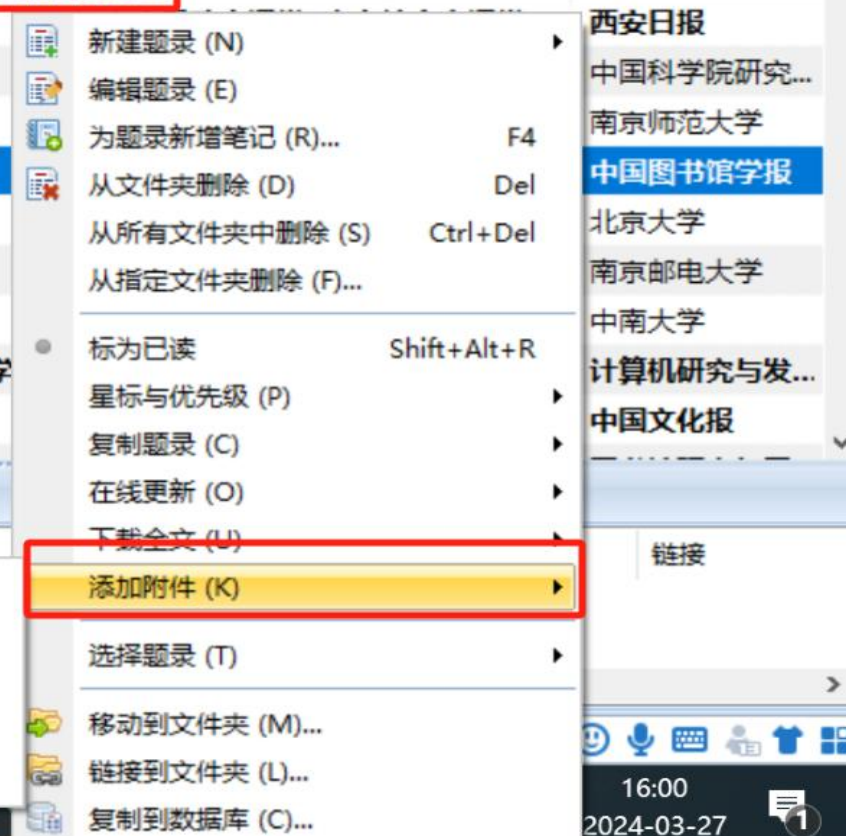 新建题录 (N)
编辑题录 (E)
为题录新增笔记 (R)... F4
从文件夹删除 (D) Del
从所有文件夹中删除 (S) Ctrl+Del
从指定文件夹删除 (F)...
标为已读 Shift+Alt+R
星标与优先级 (P)
复制题录 (C)
在线更新 (O)
下载全文 (U)
添加附件 (K)
选择题录 (T)
移动到文件夹 (M)...
链接到文件夹 (L)...
复制到数据库 (C)...
西安日报
中国科学院研究...
南京师范大学
中国图书馆学报
北京大学
南京邮电大学
中南大学
计算机研究与发...
中国文化报
链接
16:00
2024-03-27
1